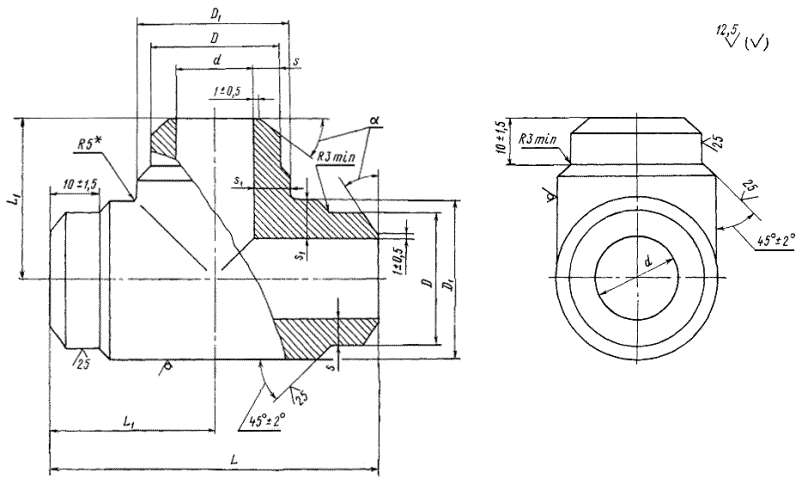 D₁
D
d
s
1±0,5
α
R5*
R3 min
s₁
L₁
10±1,5
s₁
1±0,5
D
D₁
25
s
25
45°±2°
L₁
L
12,5
(√)
10±1,5
R3 min
25
25
45°±2°
d